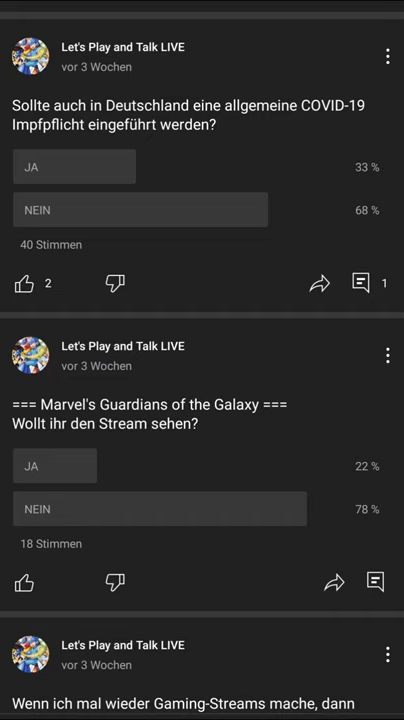 Let's Play and Talk LIVE
vor 3 Wochen
Sollte auch in Deutschland eine allgemeine COVID-19
Impfpflicht eingeführt werden?
JA 33 %
NEIN 68 %
40 Stimmen
2 1
Let's Play and Talk LIVE
vor 3 Wochen
=== Marvel's Guardians of the Galaxy ===
Wollt ihr den Stream sehen?
JA 22 %
NEIN 78 %
18 Stimmen
Let's Play and Talk LIVE
vor 3 Wochen
Wenn ich mal wieder Gaming-Streams mache, dann